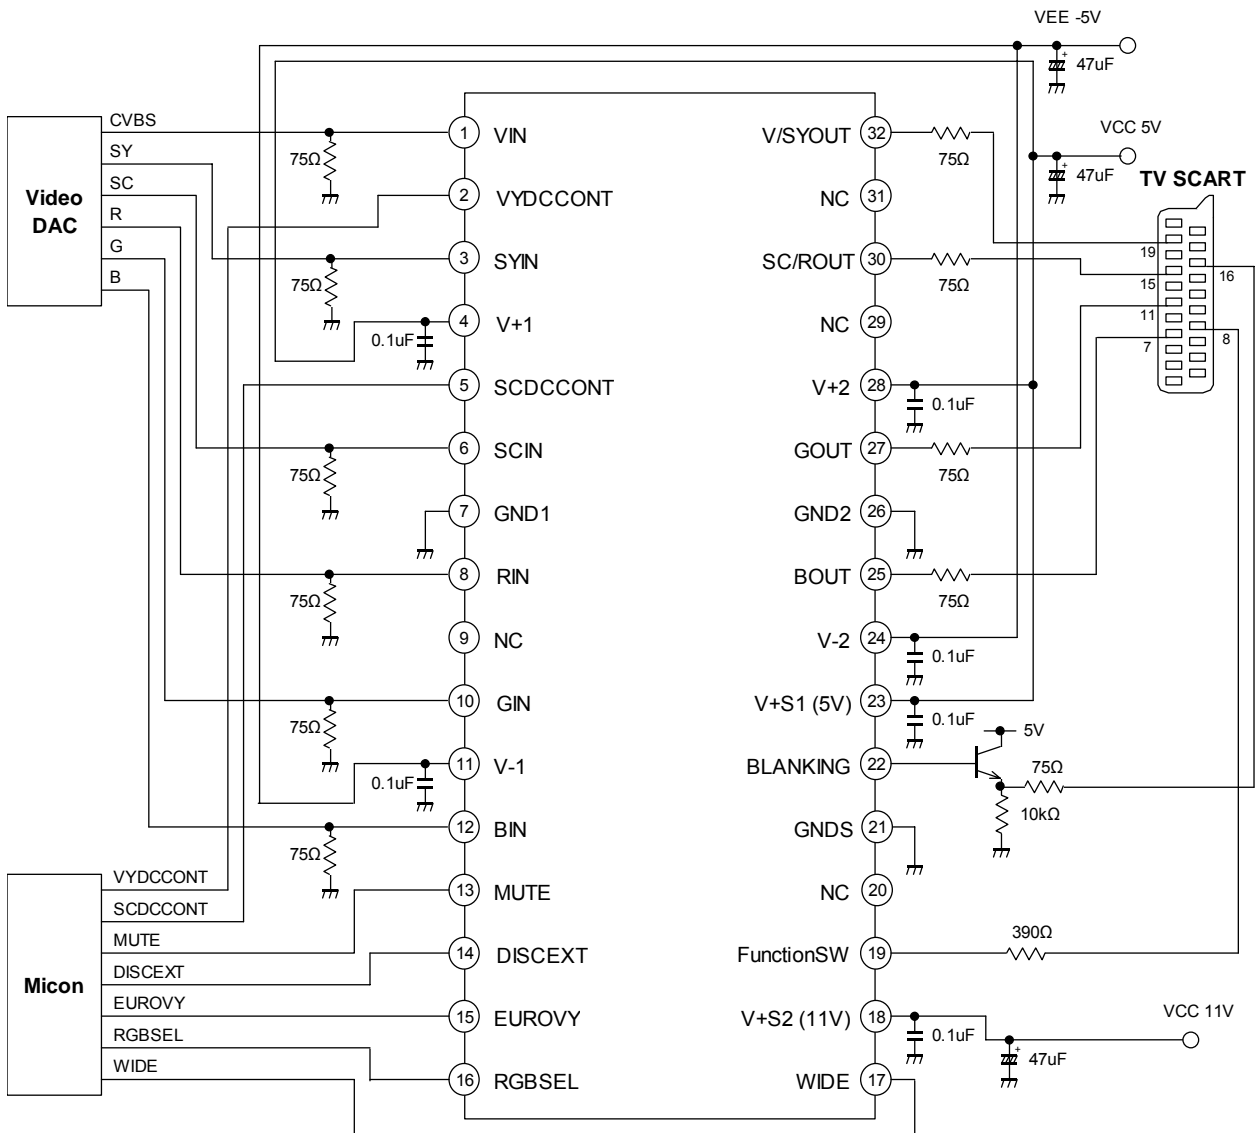 VEE -5V
+
47uF
VCC 5V
+
47uF
TV SCART
19
16
15
11
8
7
Video
DAC
CVBS
SY
SC
R
G
B
75Ω
75Ω
0.1uF
75Ω
75Ω
75Ω
0.1uF
75Ω
1 VIN
2 VYDCCONT
3 SYIN
4 V+1
5 SCDCCONT
6 SCIN
7 GND1
8 RIN
9 NC
10 GIN
11 V-1
12 BIN
13 MUTE
14 DISCEXT
15 EUROVY
16 RGBSEL
V/SYOUT 32
NC 31
SC/ROUT 30
NC 29
V+2 28
GOUT 27
GND2 26
BOUT 25
V-2 24
V+S1 (5V) 23
BLANKING 22
GNDS 21
NC 20
FunctionSW 19
V+S2 (11V) 18
WIDE 17
75Ω
75Ω
0.1uF
75Ω
75Ω
0.1uF
0.1uF
5V
75Ω
10kΩ
390Ω
0.1uF
+
47uF
VCC 11V
Micon
VYDCCONT
SCDCCONT
MUTE
DISCEXT
EUROVY
RGBSEL
WIDE